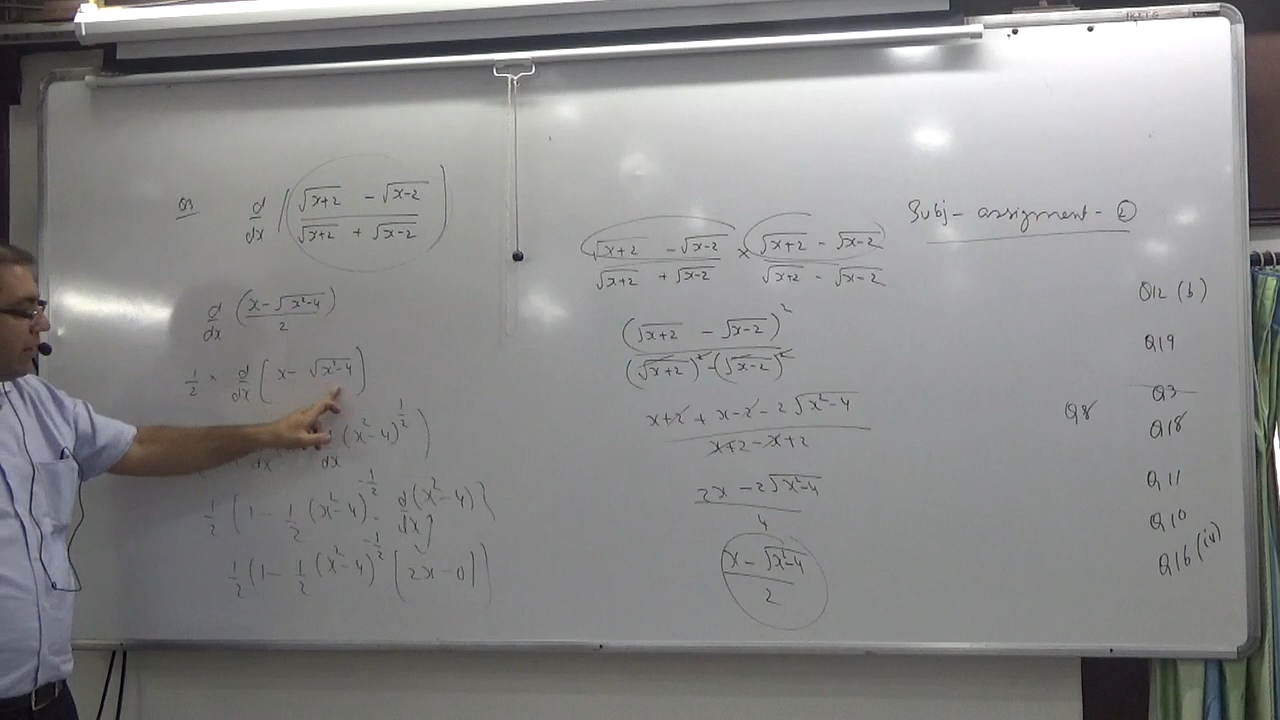 Q3 d/dx ( (√x+2 - √x-2) / (√x+2 + √x-2) )
d/dx ( (x - √x²-4) / 2 )
1/2 × d/dx [ x - √x²-4 ]
dx dx (x²-4)^1/2 )
1/2 ( 1 - 1/2 (x²-4)^-1/2 d/dx (x²-4) )
1/2 ( 1 - 1/2 (x²-4)^-1/2 [ 2x-0 ] )
(√x+2 - √x-2) / (√x+2 + √x-2) × (√x+2 - √x-2) / (√x+2 - √x-2)
(√x+2 - √x-2)² / ( (√x+2)² - (√x-2)² )
(x+2 + x-2 - 2√x²-4) / (x+2-x+2)
(2x - 2√x²-4) / 4
(x - √x²-4) / 2
Subj- assignment- 2
Q12 (b)
Q19
Q3
Q8 Q18
Q11
Q10
Q16 (iv)